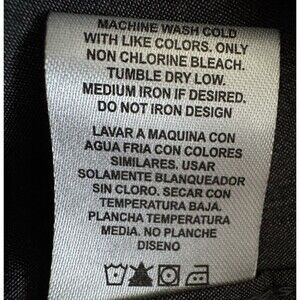 MACHINE WASH COLD
WITH LIKE COLORS. ONLY
NON CHLORINE BLEACH.
TUMBLE DRY LOW.
MEDIUM IRON IF DESIRED.
DO NOT IRON DESIGN
LAVAR A MAQUINA CON
AGUA FRIA CON COLORES
SIMILARES. USAR
SOLAMENTE BLANQUEADOR
SIN CLORO. SECAR CON
TEMPERATURA BAJA.
PLANCHA TEMPERATURA
MEDIA. NO PLANCHE
DISENO